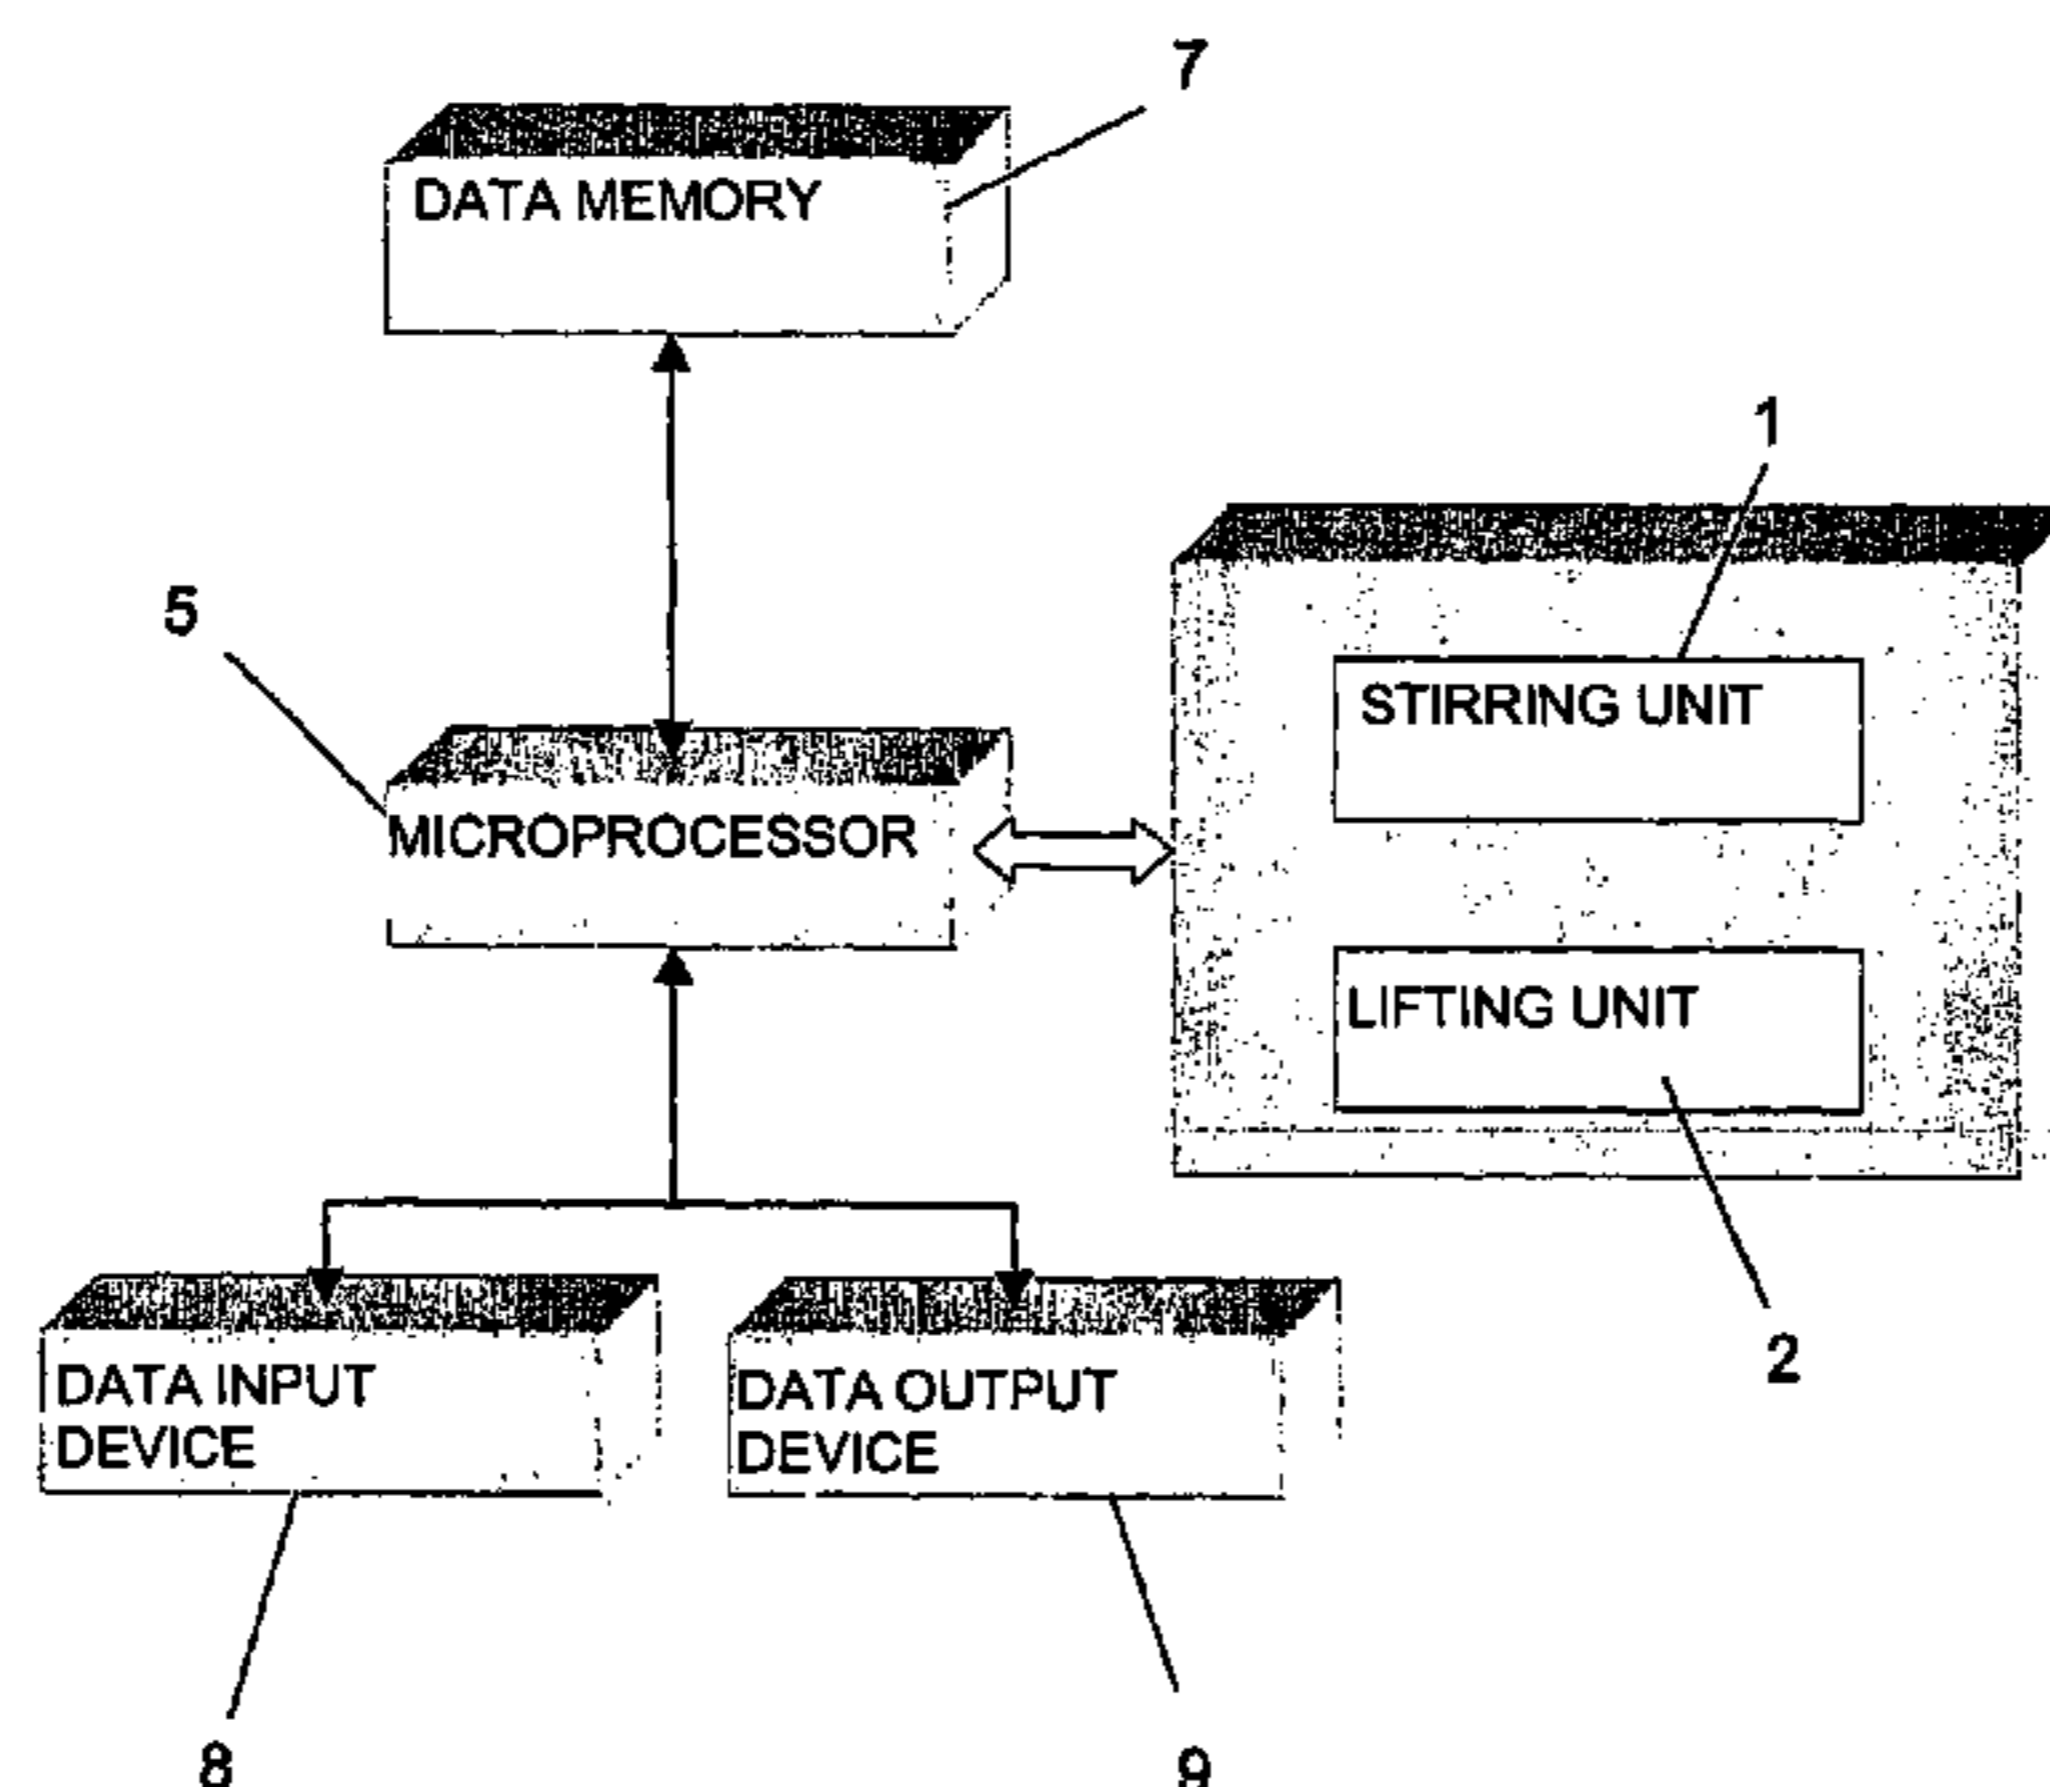 7
DATA MEMORY
1
5
STIRRING UNIT
MICROPROCESSOR
LIFTING UNIT
2
DATA INPUT
DEVICE
DATA OUTPUT
DEVICE
8
9